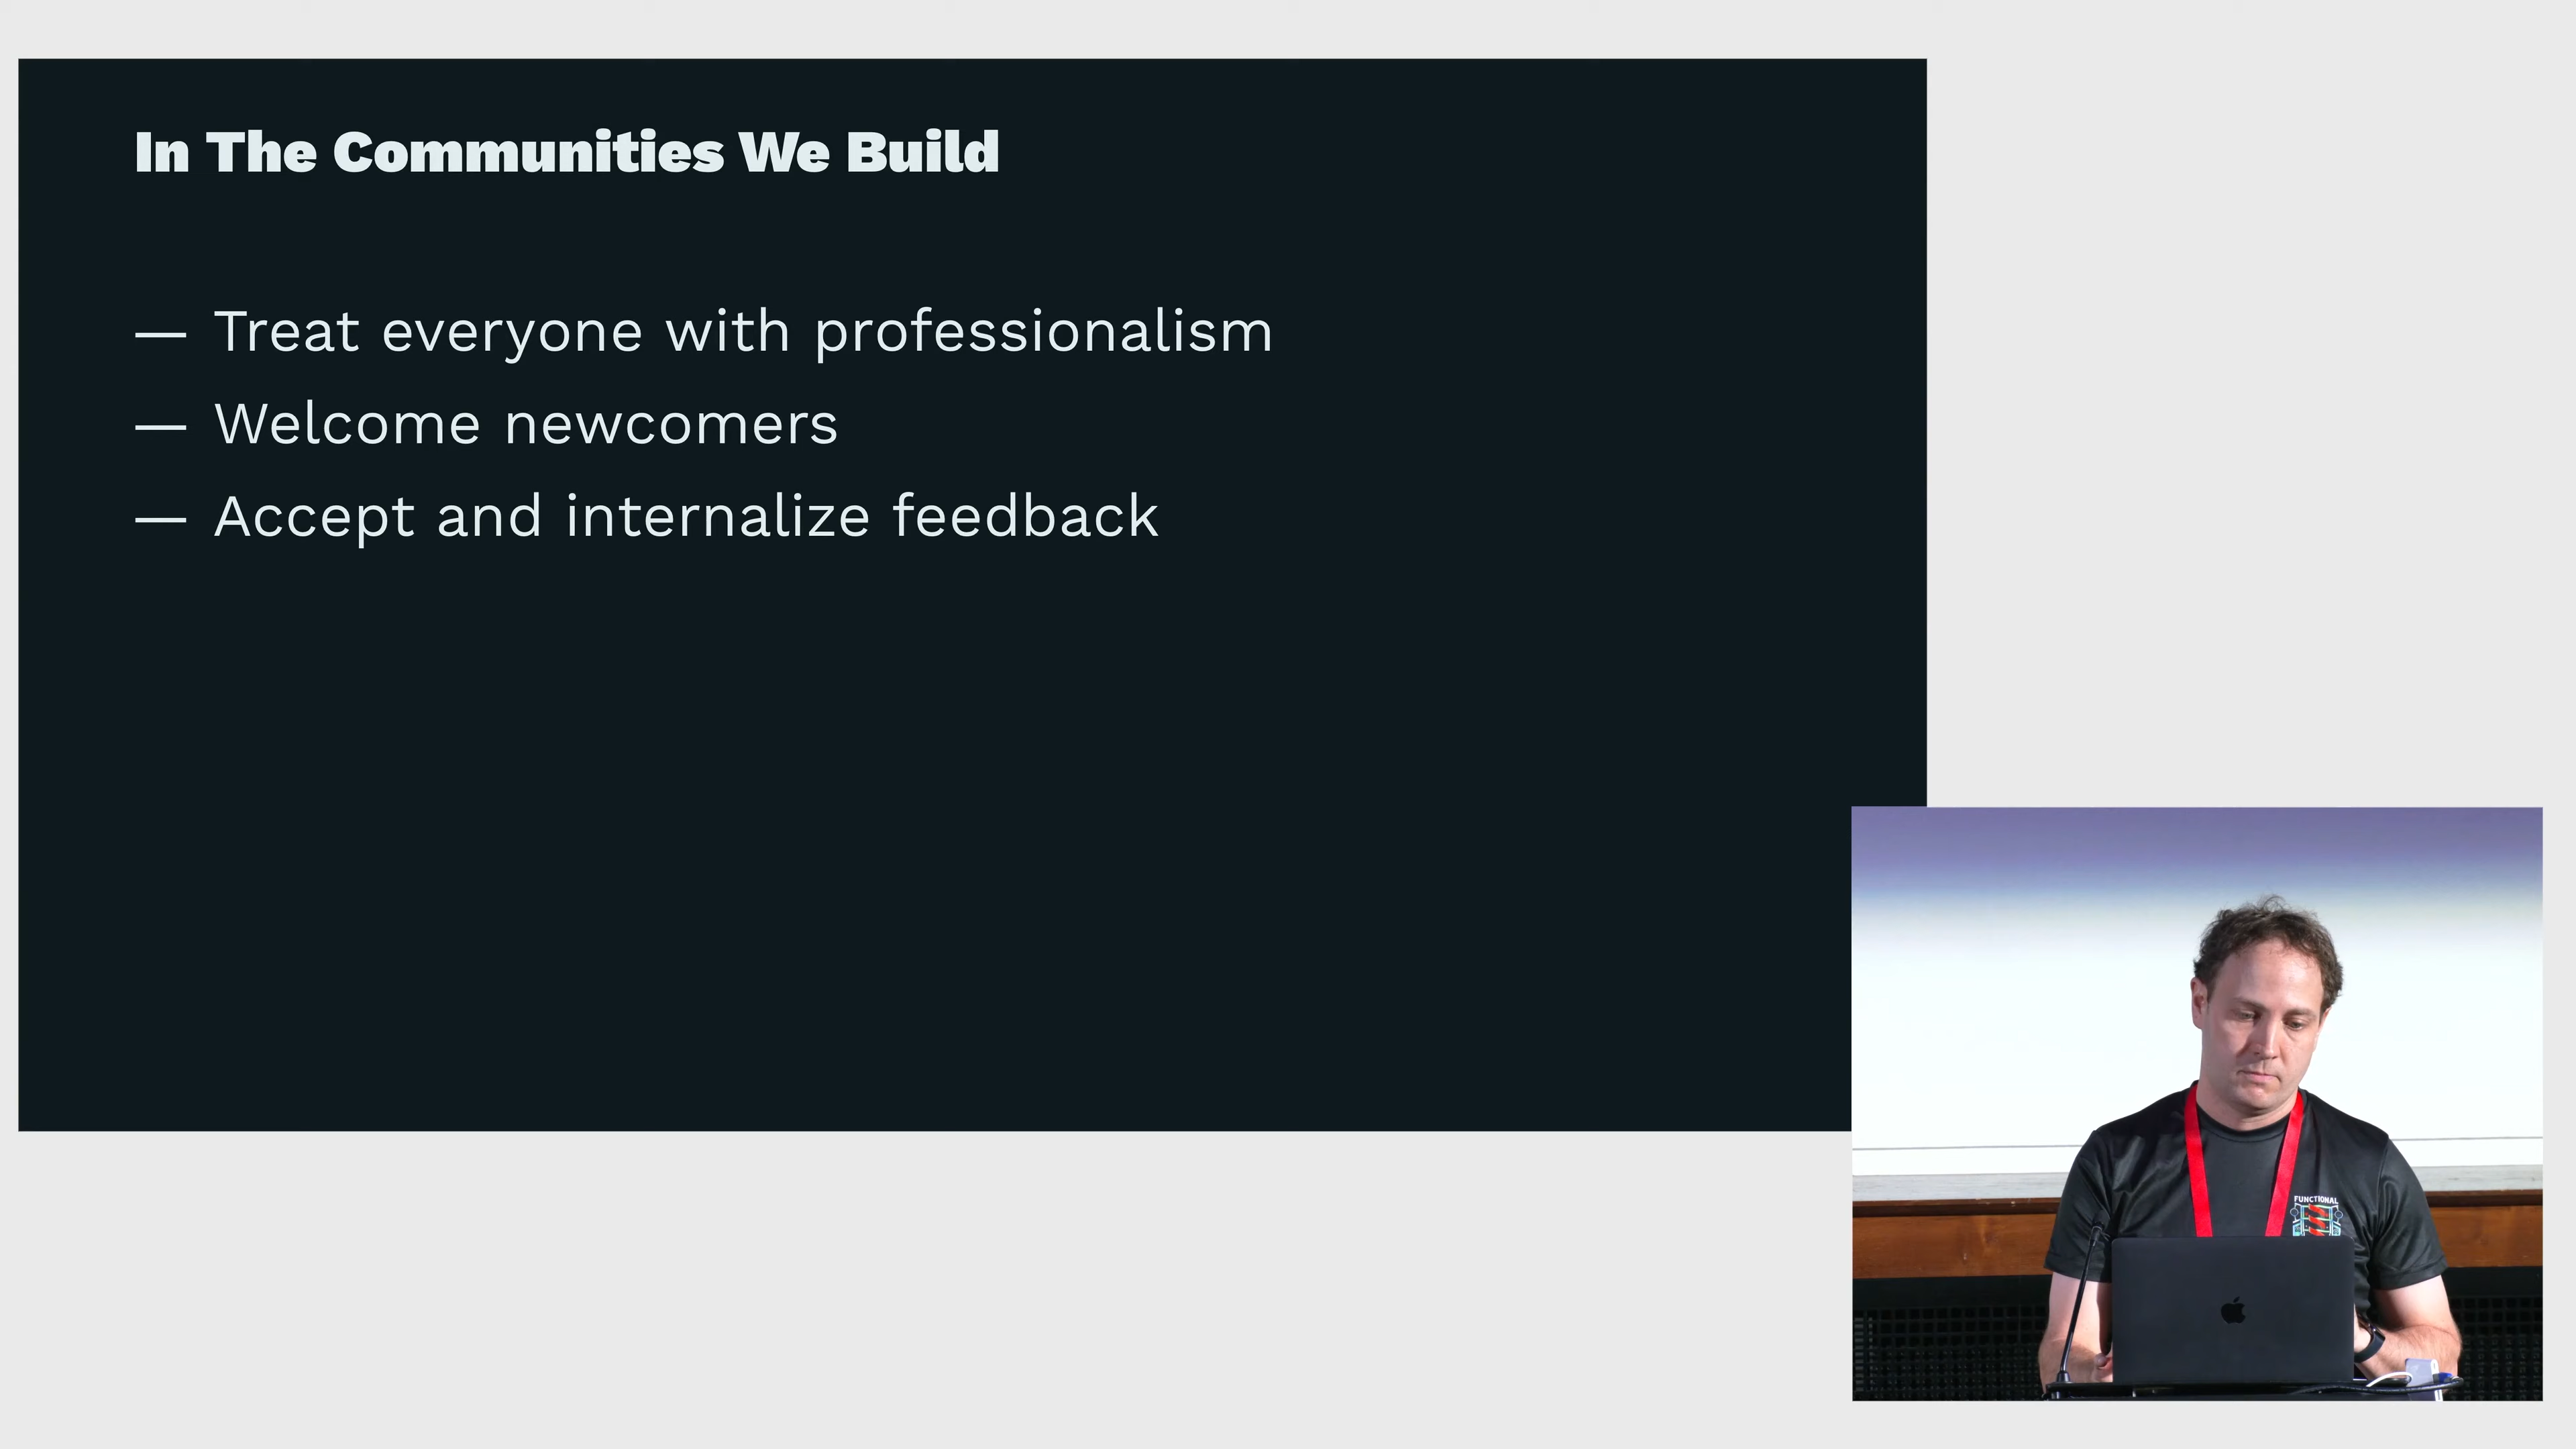 In The Communities We Build
— Treat everyone with professionalism
— Welcome newcomers
— Accept and internalize feedback
FUNCTIONAL